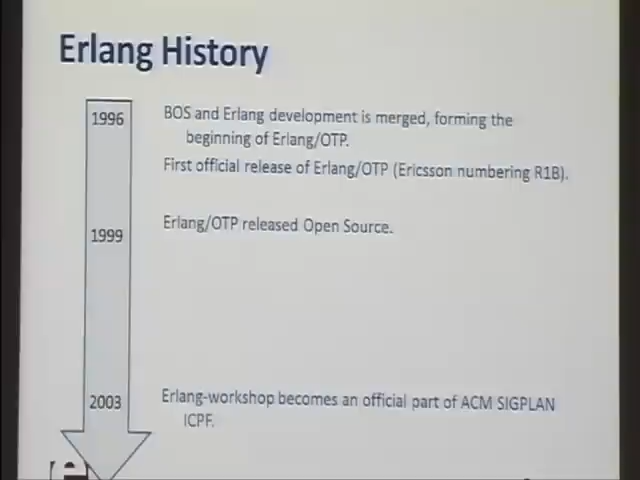 Erlang History
1996
BOS and Erlang development is merged, forming the
beginning of Erlang/OTP.
First official release of Erlang/OTP (Ericsson numbering R1B).
1999
Erlang/OTP released Open Source.
2003
Erlang-workshop becomes an official part of ACM SIGPLAN
ICPF.
e